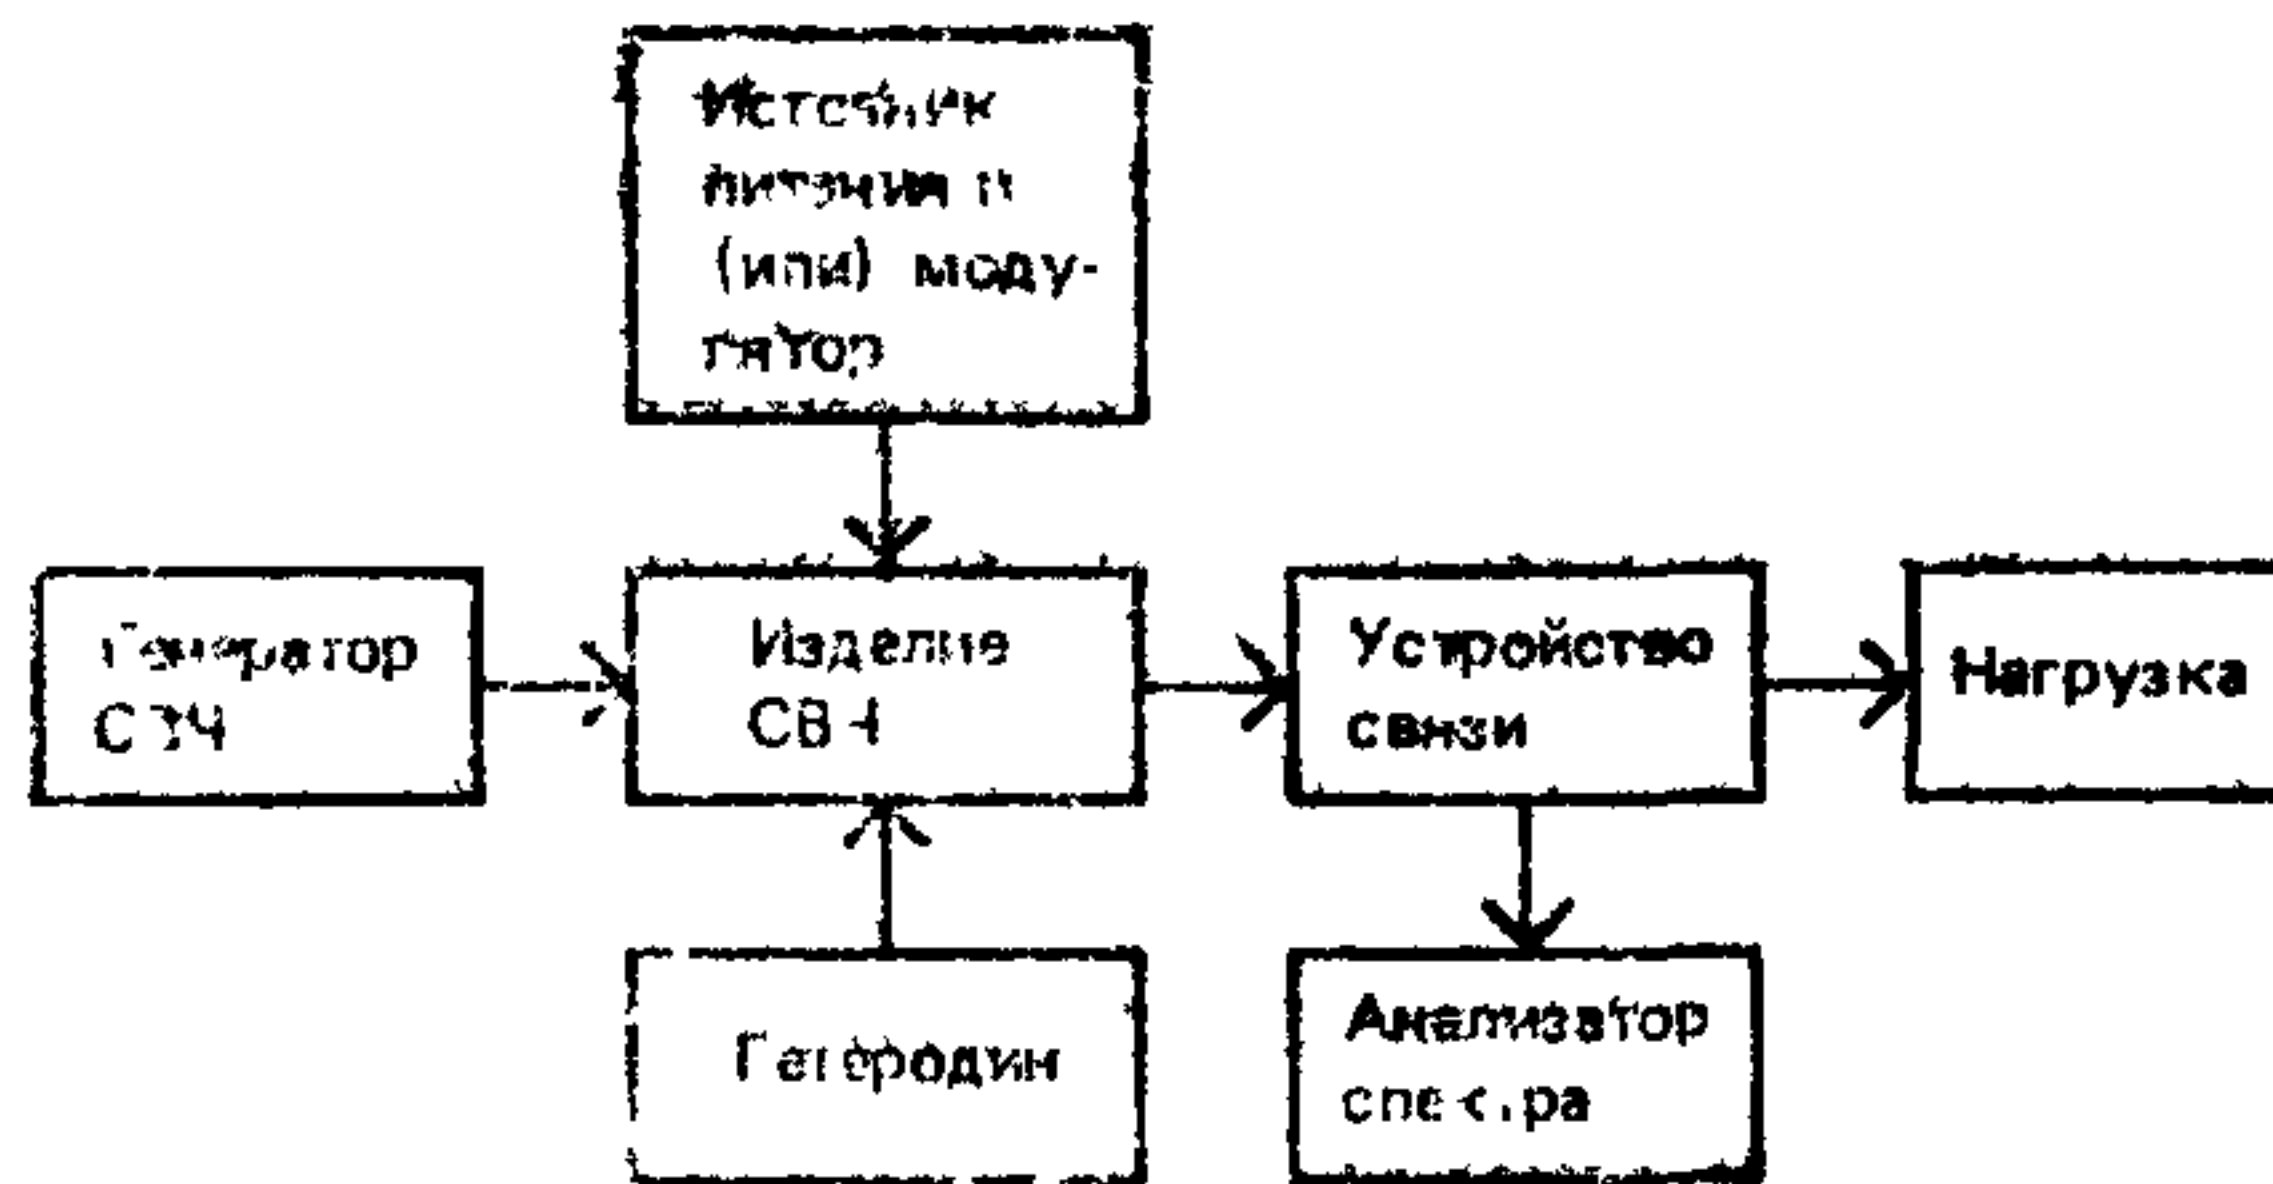 Источник
питания и
(или) моду-
лятор
Генератор
СВЧ
Изделие
СВЧ
Устройство
связи
Нагрузка
Гетеродин
Анализатор
спектра